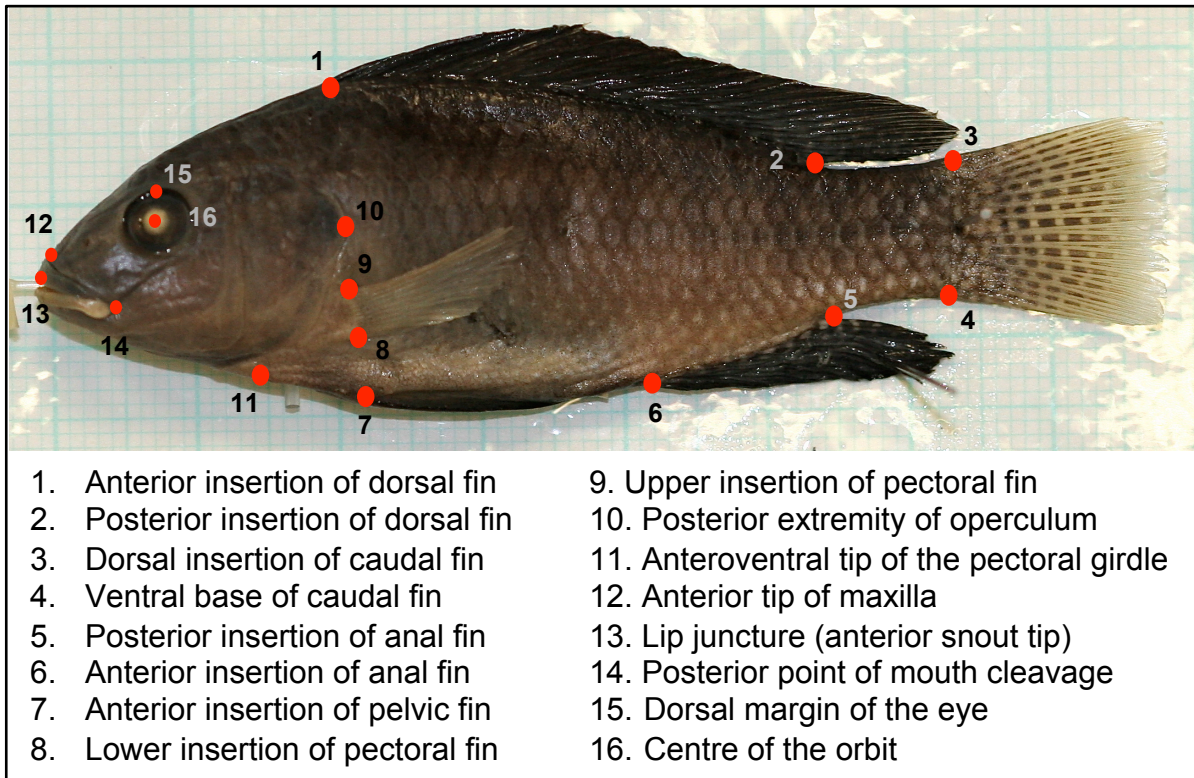 1
2
3
15
16
12
10
9
13
14
5
4
8
11
7
6
1. Anterior insertion of dorsal fin
2. Posterior insertion of dorsal fin
3. Dorsal insertion of caudal fin
4. Ventral base of caudal fin
5. Posterior insertion of anal fin
6. Anterior insertion of anal fin
7. Anterior insertion of pelvic fin
8. Lower insertion of pectoral fin
9. Upper insertion of pectoral fin
10. Posterior extremity of operculum
11. Anteroventral tip of the pectoral girdle
12. Anterior tip of maxilla
13. Lip juncture (anterior snout tip)
14. Posterior point of mouth cleavage
15. Dorsal margin of the eye
16. Centre of the orbit